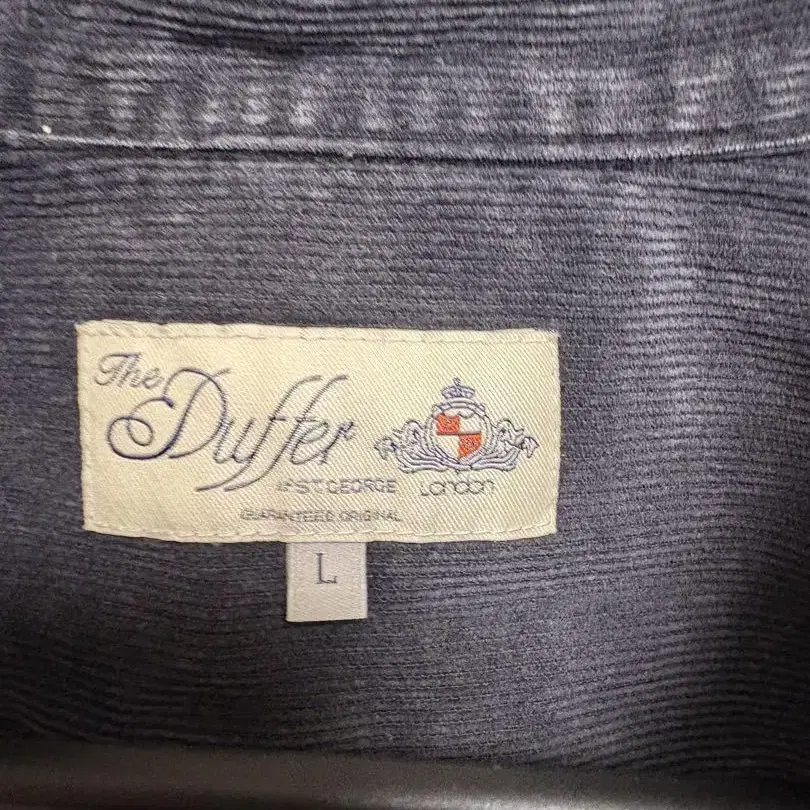 The Duffer
of ST. GEORGE London
GUARANTEED ORIGINAL
L